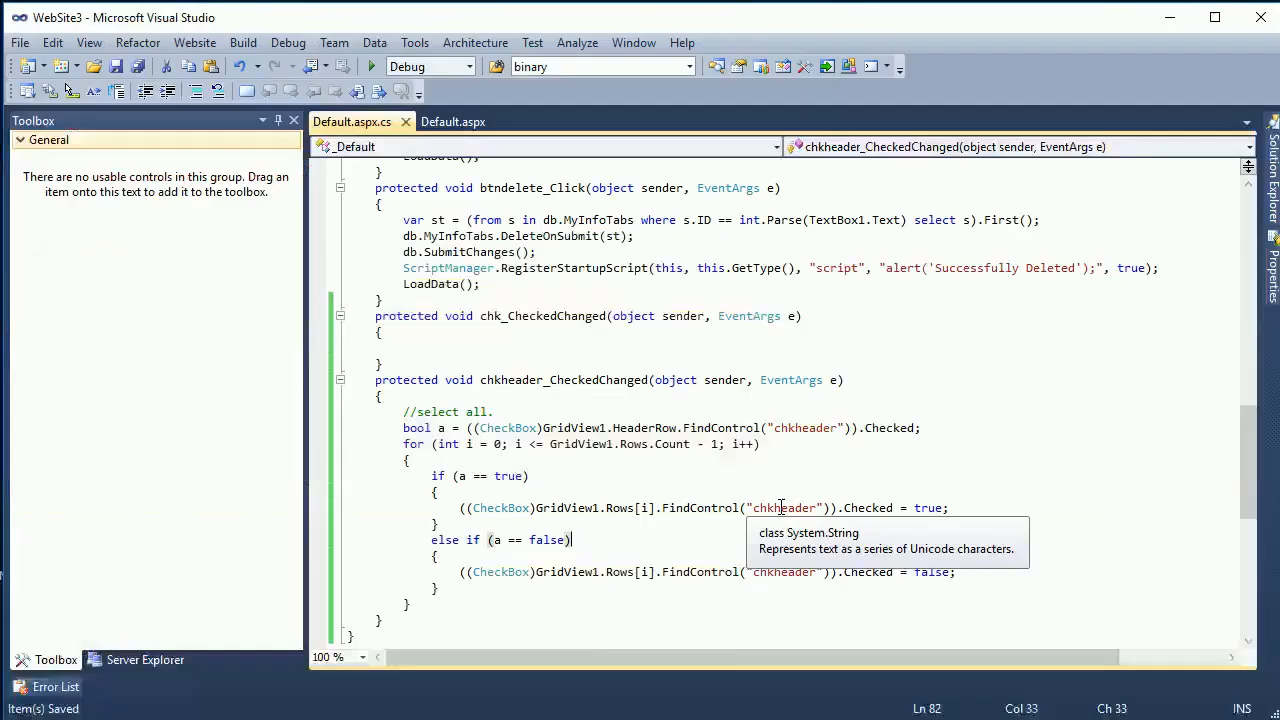 WebSite3 - Microsoft Visual Studio
File Edit View Refactor Website Build Debug Team Data Tools Architecture Test Analyze Window Help
Debug binary
Toolbox
General
There are no usable controls in this group. Drag an
item onto this text to add it to the toolbox.
Default.aspx.cs Default.aspx
_Default chkheader_CheckedChanged(object sender, EventArgs e)
LoadData();
}
protected void btndelete_Click(object sender, EventArgs e)
{
var st = (from s in db.MyInfoTabs where s.ID == int.Parse(TextBox1.Text) select s).First();
db.MyInfoTabs.DeleteOnSubmit(st);
db.SubmitChanges();
ScriptManager.RegisterStartupScript(this, this.GetType(), "script", "alert('Successfully Deleted');", true);
LoadData();
}
protected void chk_CheckedChanged(object sender, EventArgs e)
{
}
protected void chkheader_CheckedChanged(object sender, EventArgs e)
{
//select all.
bool a = ((CheckBox)GridView1.HeaderRow.FindControl("chkheader")).Checked;
for (int i = 0; i <= GridView1.Rows.Count - 1; i++)
{
if (a == true)
{
((CheckBox)GridView1.Rows[i].FindControl("chkheader")).Checked = true;
}
else if (a == false)
{
((CheckBox)GridView1.Rows[i].FindControl("chkheader")).Checked = false;
}
}
}
}
class System.String
Represents text as a series of Unicode characters.
100 %
Toolbox Server Explorer
Solution Explorer
Properties
Error List
Item(s) Saved Ln 82 Col 33 Ch 33 INS